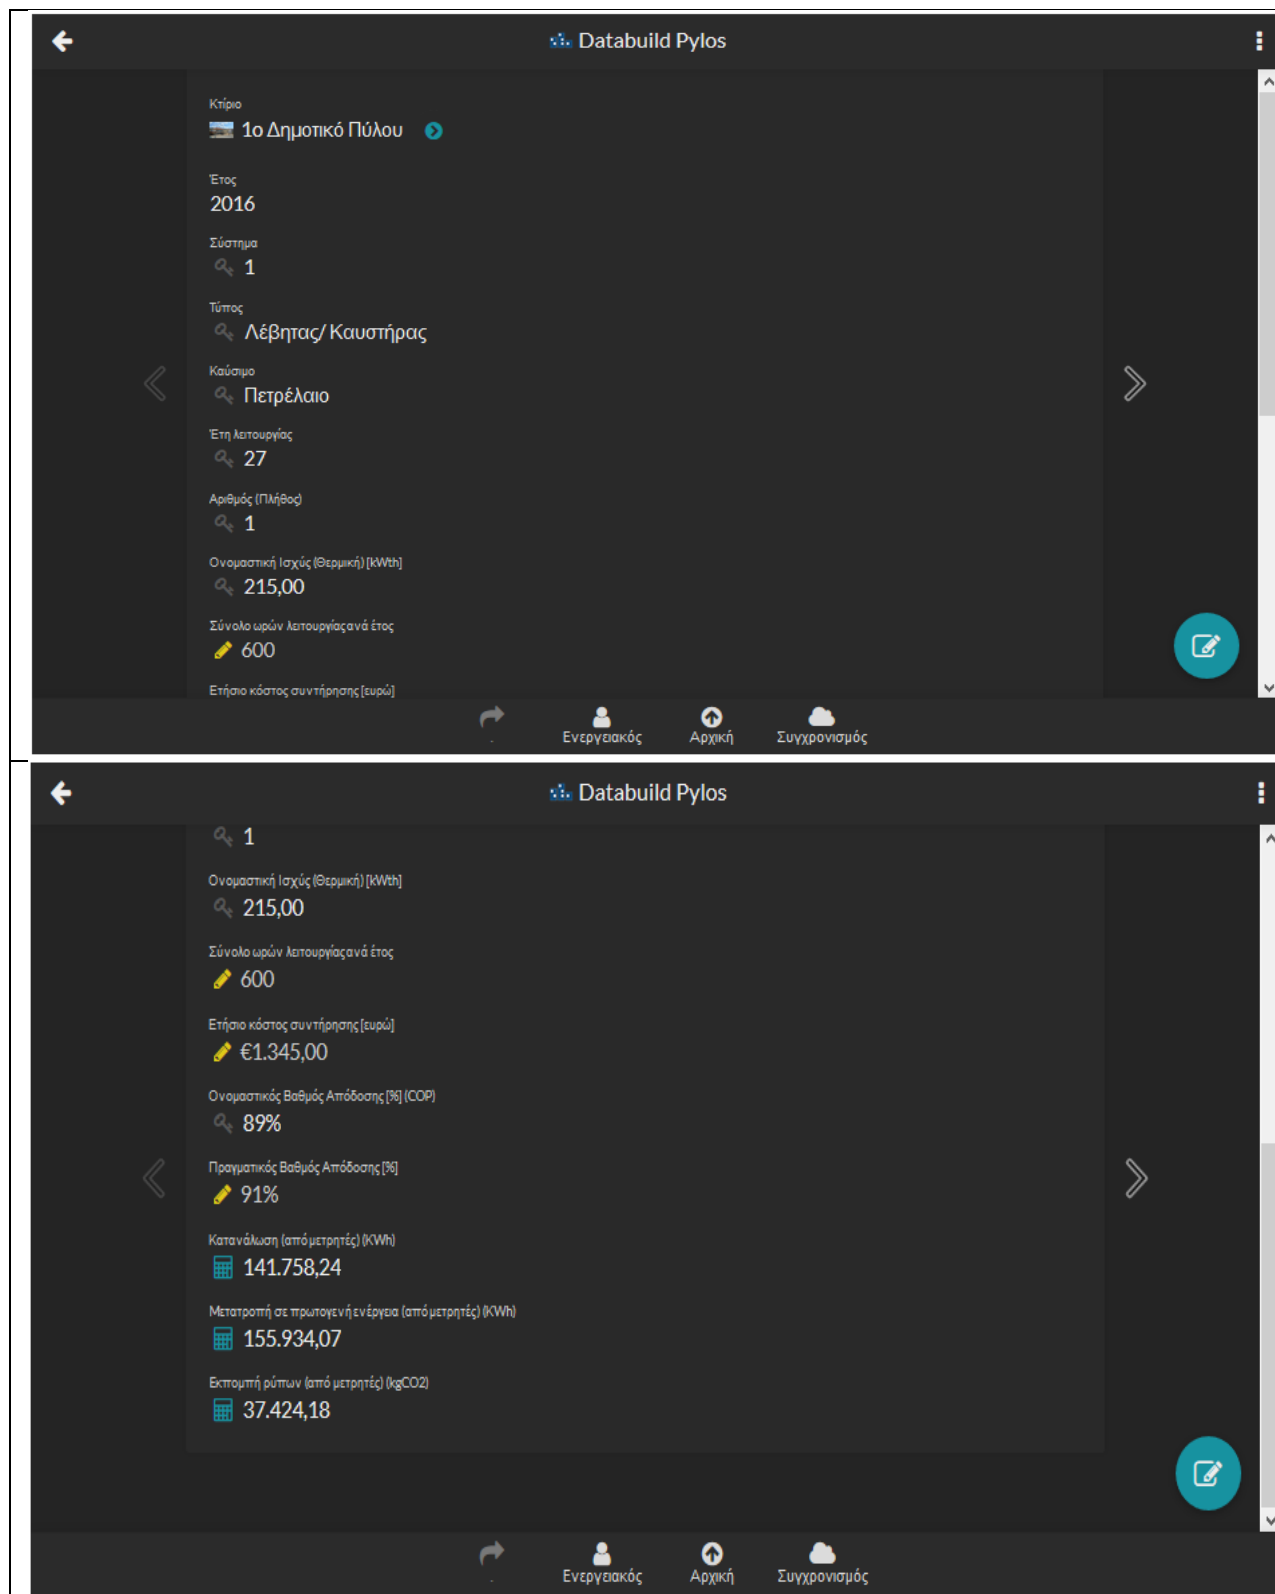 Databuild Pylos
Κτίριο
1ο Δημοτικό Πύλου
Έτος
2016
Σύστημα
1
Τύπος
Λέβητας/ Καυστήρας
Καύσιμο
Πετρέλαιο
Έτη λειτουργίας
27
Αριθμός (Πλήθος)
1
Ονομαστική Ισχύς (Θερμική) [kWth]
215,00
Σύνολο ωρών λειτουργίας ανά έτος
600
Ετήσιο κόστος συντήρησης [ευρώ]
Ενεργειακός Αρχική Συγχρονισμός
Databuild Pylos
1
Ονομαστική Ισχύς (Θερμική) [kWth]
215,00
Σύνολο ωρών λειτουργίας ανά έτος
600
Ετήσιο κόστος συντήρησης [ευρώ]
€1.345,00
Ονομαστικός Βαθμός Απόδοσης [%] (COP)
89%
Πραγματικός Βαθμός Απόδοσης [%]
91%
Κατανάλωση (από μετρητές) (KWh)
141.758,24
Μετατροπή σε πρωτογενή ενέργεια (από μετρητές) (KWh)
155.934,07
Εκπομπή ρύπων (από μετρητές) (kgCO2)
37.424,18
Ενεργειακός Αρχική Συγχρονισμός